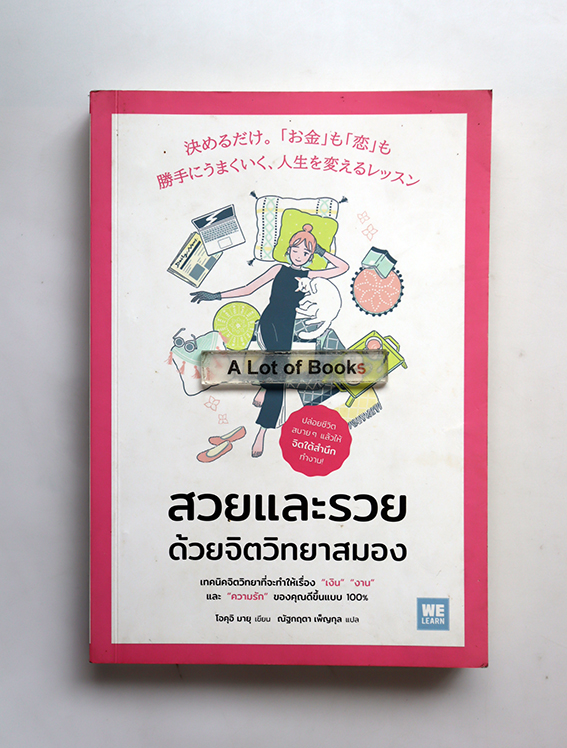 決めるだけ。「お金」も「恋」も
勝手にうまくいく、人生を変えるレッスン
A Lot of Books
ปล่อยชีวิต
สบายๆ แล้วให้
จิตใต้สำนึก
ทำงาน!
สวยและรวย
ด้วยจิตวิทยาสมอง
เทคนิคจิตวิทยาที่จะทำให้เรื่อง "เงิน" "งาน"
และ "ความรัก" ของคุณดีขึ้นแบบ 100%
โอคุอิ มายุ เขียน ณัฐกฤตา เพ็ญกุล แปล
WE
LEARN